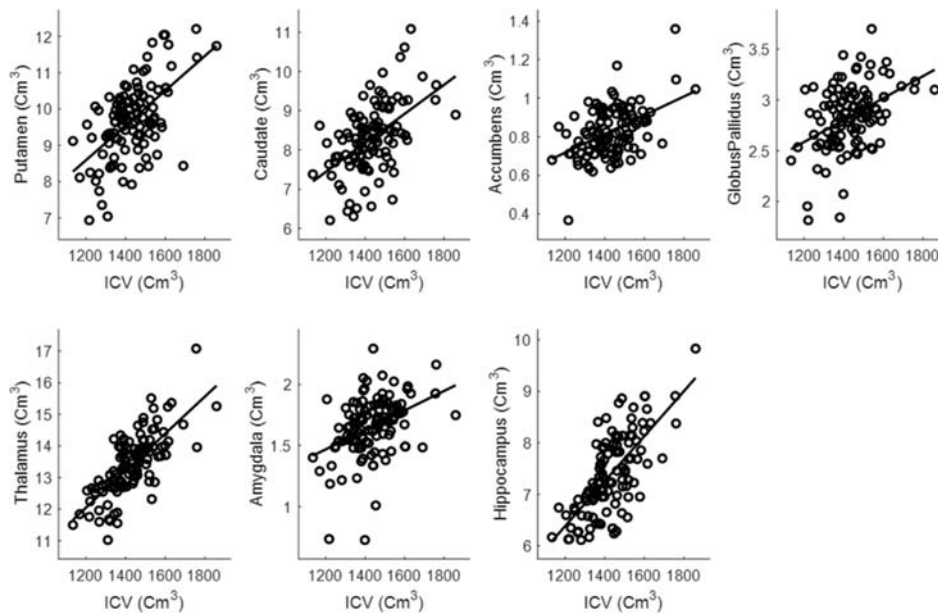 Putamen (Cm³)
12
11
10
9
8
7
1200 1400 1600 1800
ICV (Cm³)
Caudate (Cm³)
11
10
9
8
7
6
1200 1400 1600 1800
ICV (Cm³)
Accumbens (Cm³)
1.4
1.2
1
0.8
0.6
0.4
1200 1400 1600 1800
ICV (Cm³)
GlobusPallidus (Cm³)
3.5
3
2.5
2
1200 1400 1600 1800
ICV (Cm³)
Thalamus (Cm³)
17
16
15
14
13
12
11
1200 1400 1600 1800
ICV (Cm³)
Amygdala (Cm³)
2
1.5
1
1200 1400 1600 1800
ICV (Cm³)
Hippocampus (Cm³)
10
9
8
7
6
1200 1400 1600 1800
ICV (Cm³)